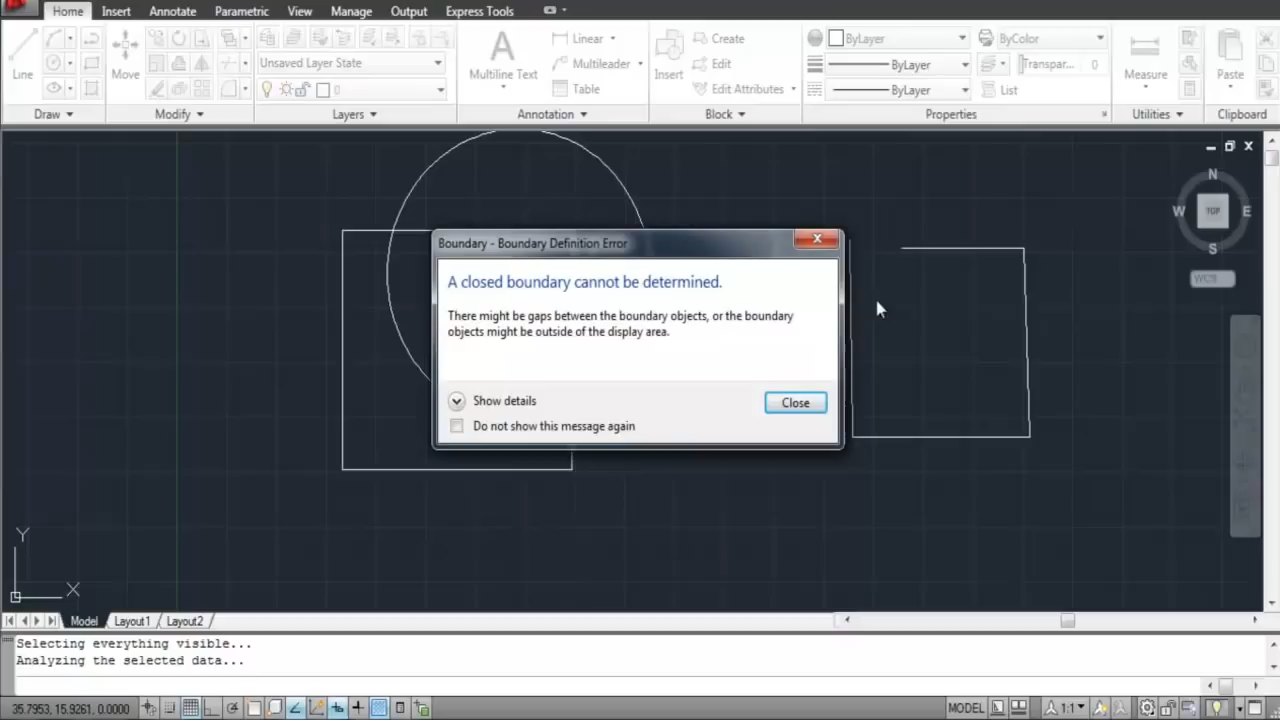 Home Insert Annotate Parametric View Manage Output Express Tools
Line
Move
Unsaved Layer State
0
Multiline Text
Linear
Multileader
Table
Insert
Create
Edit
Edit Attributes
ByLayer
ByLayer
ByLayer
ByColor
Transpar... 0
List
Measure
Paste
Draw Modify Layers Annotation Block Properties Utilities Clipboard
N
W TOP E
S
WCS
Boundary - Boundary Definition Error
A closed boundary cannot be determined.
There might be gaps between the boundary objects, or the boundary
objects might be outside of the display area.
Show details
Close
Do not show this message again
Y
X
Model Layout1 Layout2
Selecting everything visible...
Analyzing the selected data...
35.7953, 15.9261, 0.0000
MODEL
1:1